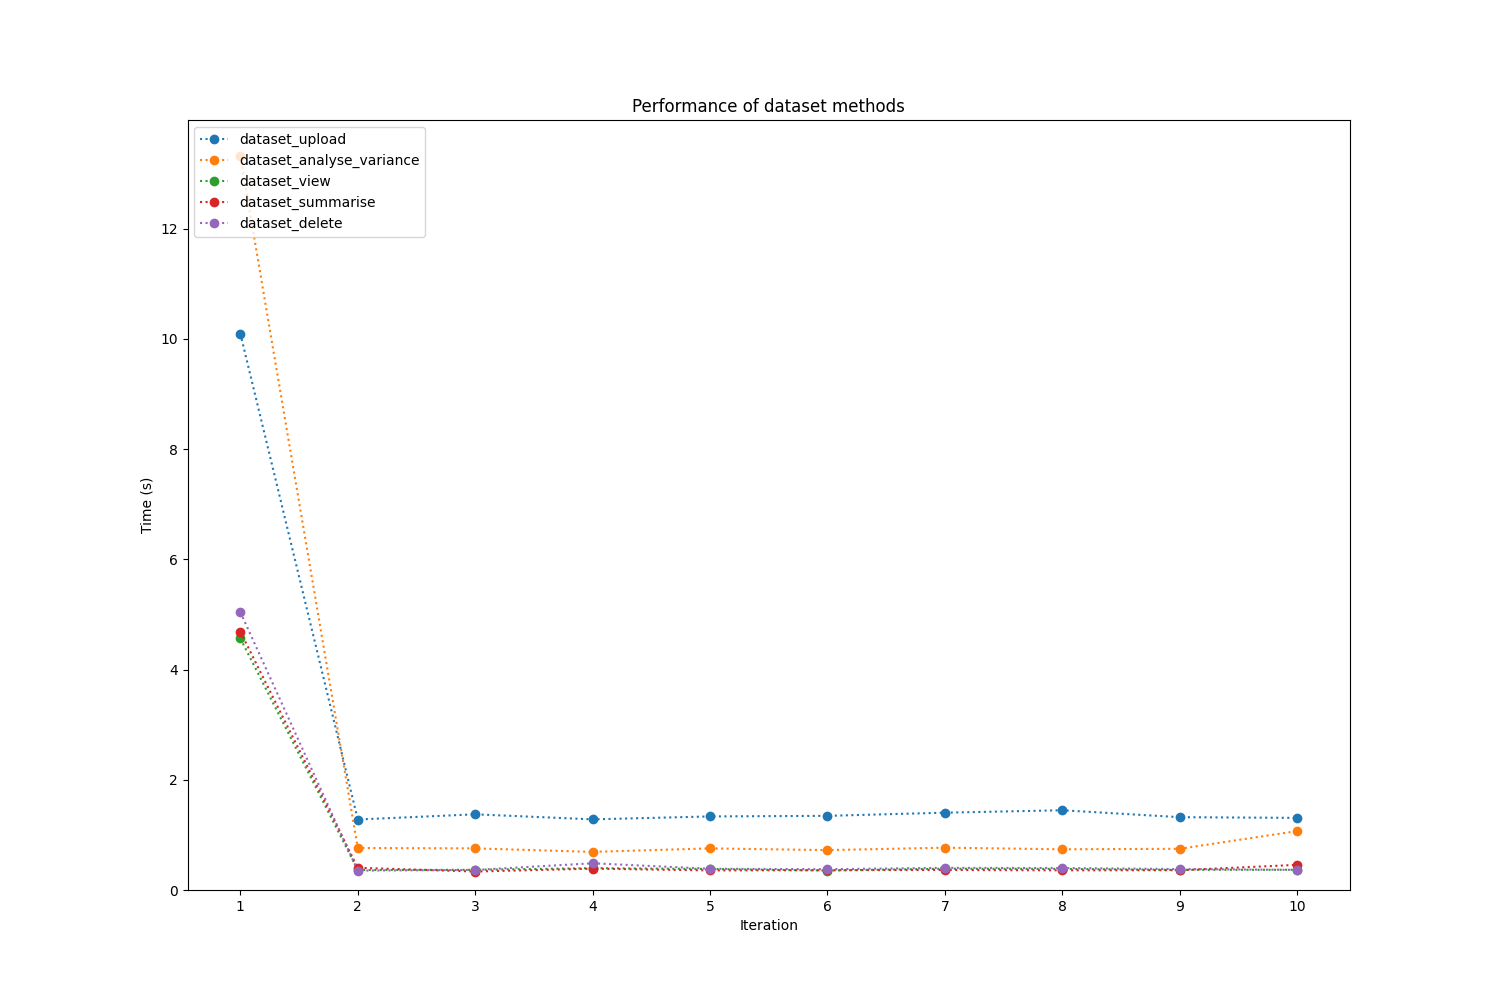 Performance of dataset methods
dataset_upload
dataset_analyse_variance
dataset_view
dataset_summarise
dataset_delete
12
10
8
6
4
2
0
Time (s)
1 2 3 4 5 6 7 8 9 10
Iteration